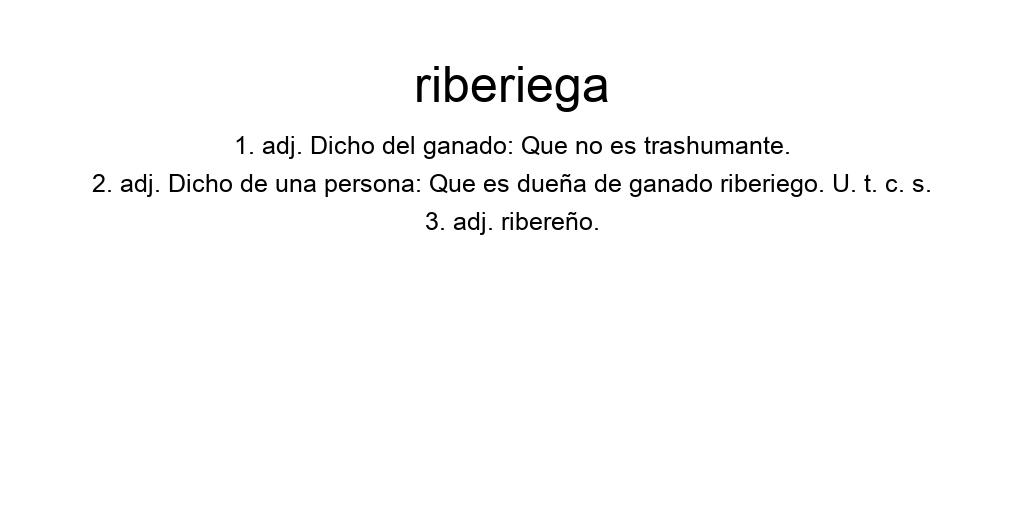 riberiega
1. adj. Dicho del ganado: Que no es trashumante.
2. adj. Dicho de una persona: Que es dueña de ganado riberiego. U. t. c. s.
3. adj. ribereño.